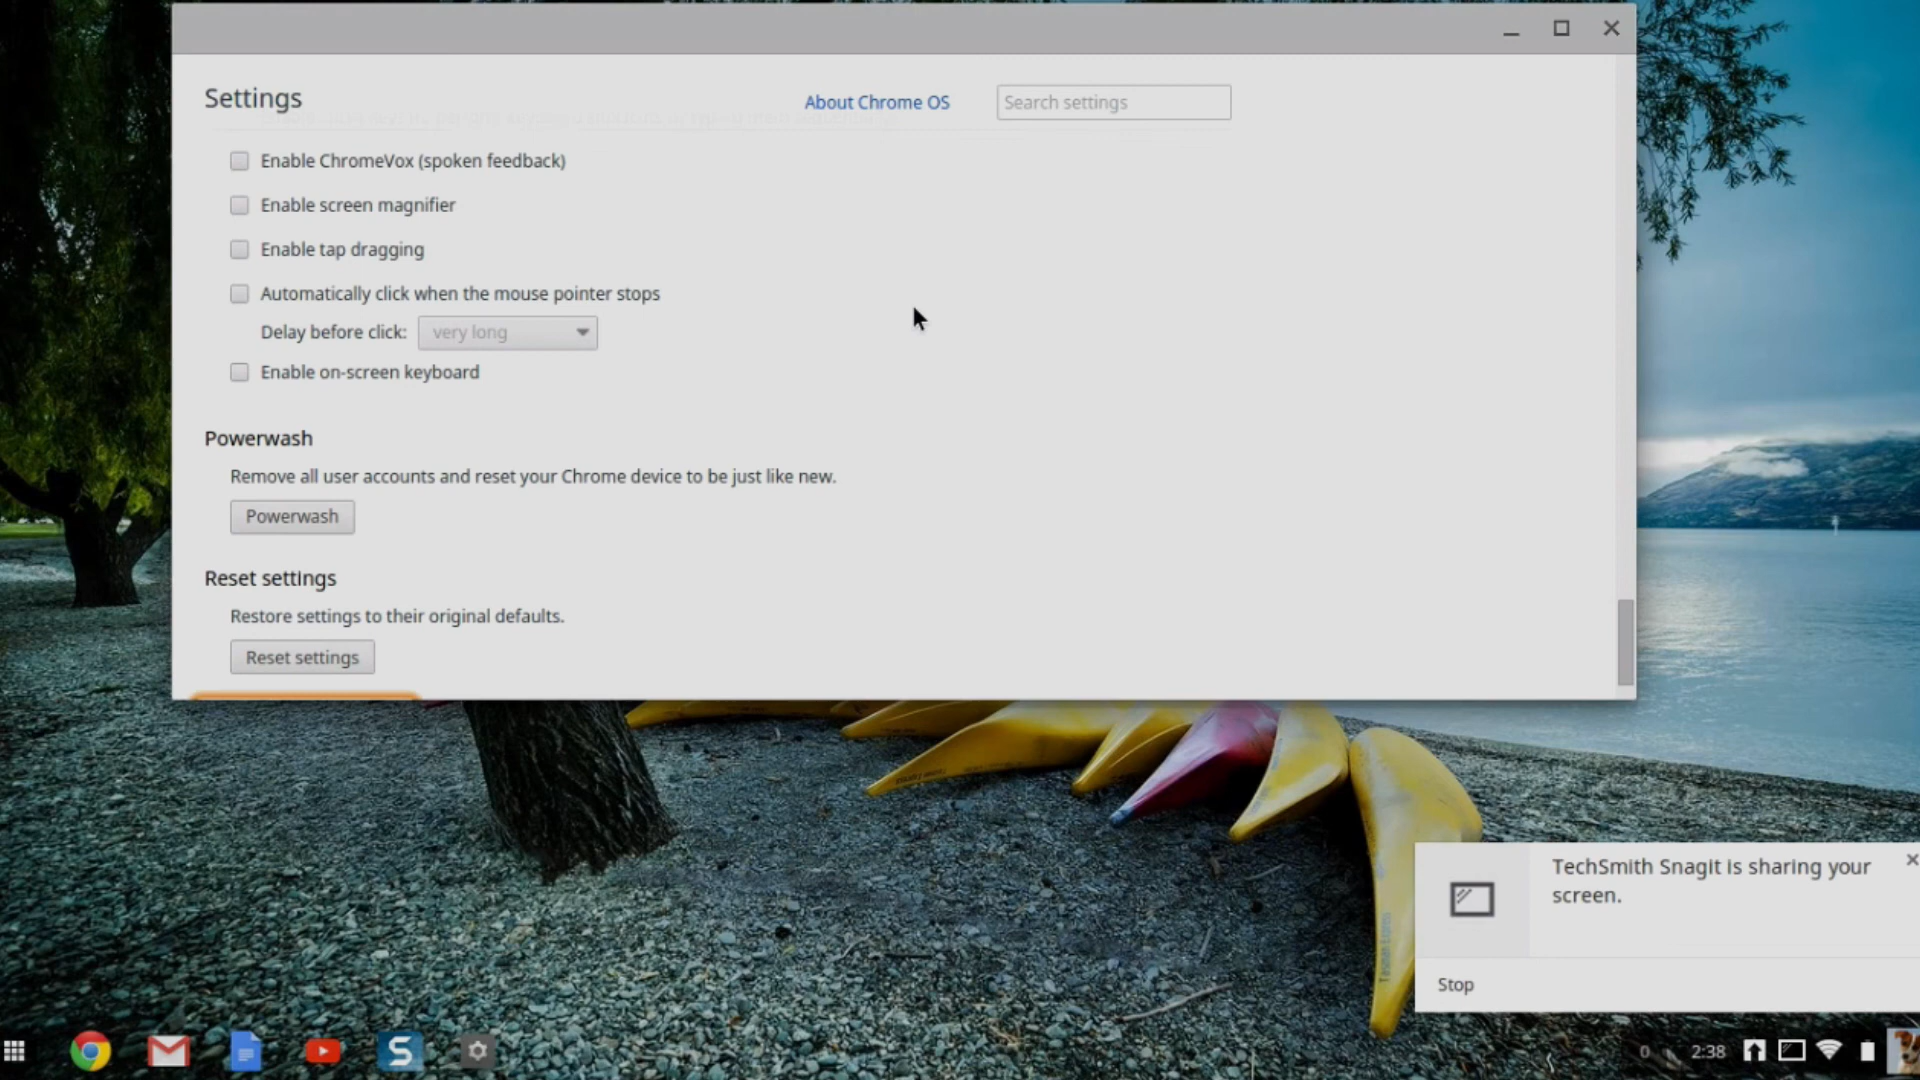 Settings
About Chrome OS
Search settings
Enable ChromeVox (spoken feedback)
Enable screen magnifier
Enable tap dragging
Automatically click when the mouse pointer stops
Delay before click: very long
Enable on-screen keyboard
Powerwash
Remove all user accounts and reset your Chrome device to be just like new.
Powerwash
Reset settings
Restore settings to their original defaults.
Reset settings
TechSmith Snagit is sharing your
screen.
Stop
S
0
2:38